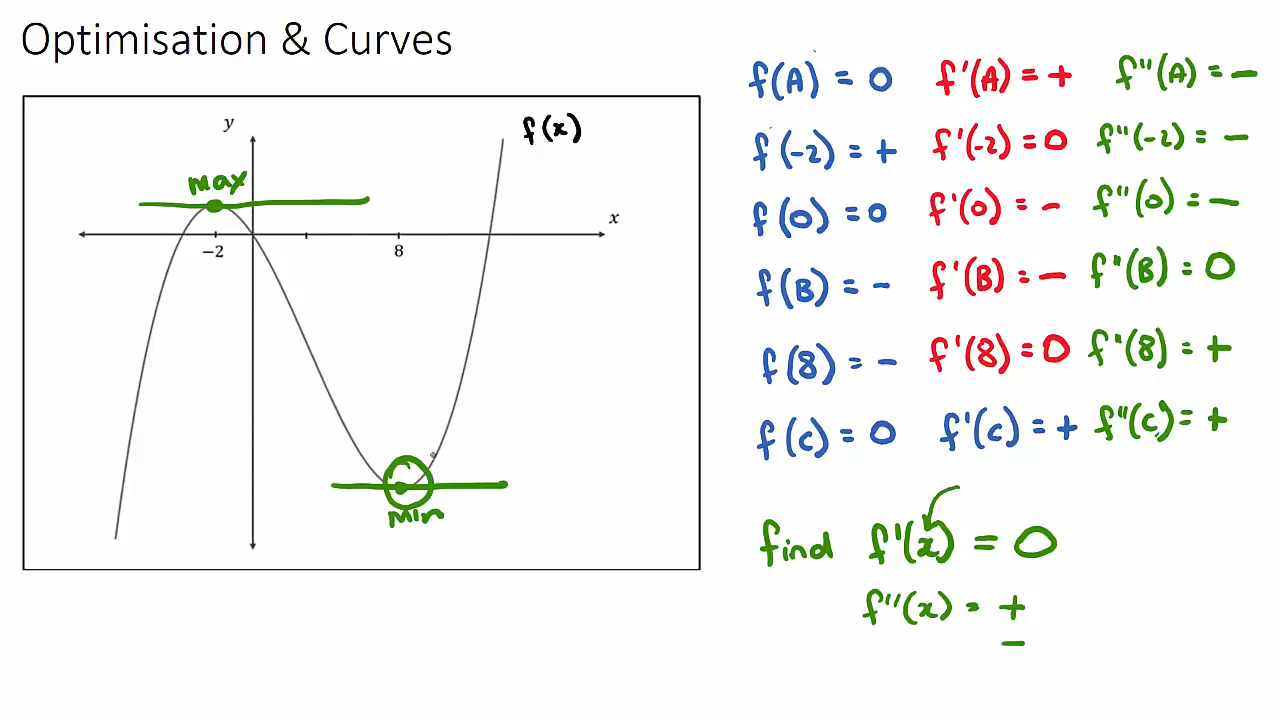 Optimisation & Curves
y
f(x)
max
x
−2
8
Min
f(A) = 0 f'(A) = + f''(A) = −
f(-2) = + f'(-2) = 0 f''(-2) = −
f(0) = 0 f'(0) = − f''(0) = −
f(B) = − f'(B) = − f''(B) = 0
f(8) = − f'(8) = 0 f''(8) = +
f(c) = 0 f'(c) = + f''(c) = +
find f'(x) = 0
f''(x) = +
−